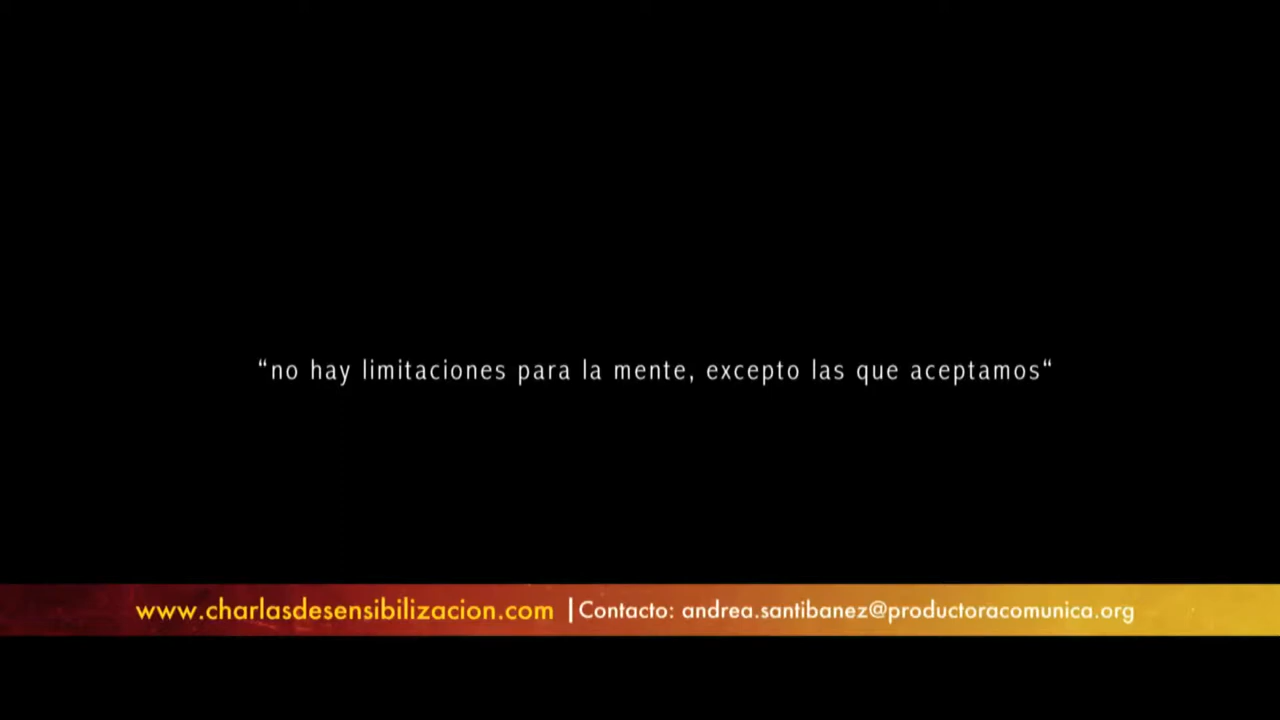 “no hay limitaciones para la mente, excepto las que aceptamos“
www.charlasdesensibilizacion.com |Contacto: andrea.santibanez@productoracomunica.org